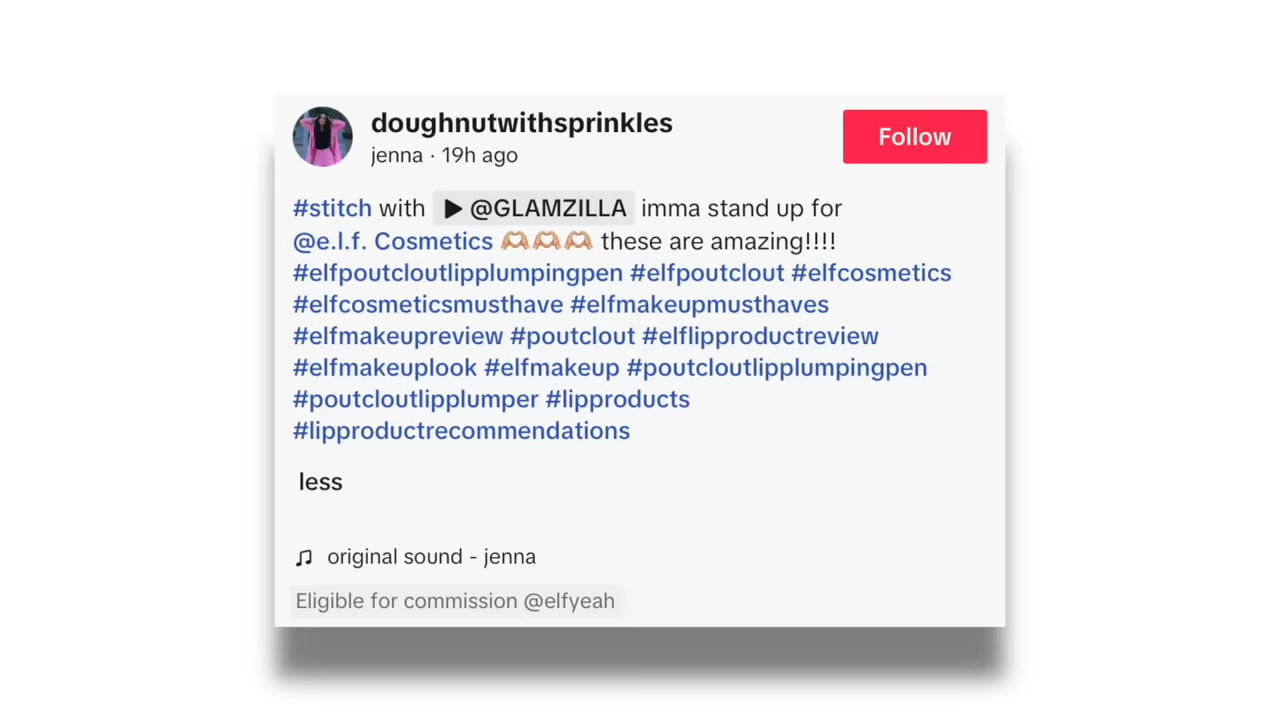 doughnutwithsprinkles
jenna · 19h ago
Follow
#stitch with ▶ @GLAMZILLA imma stand up for
@e.l.f. Cosmetics 🫶🏼🫶🏼🫶🏼 these are amazing!!!!
#elfpoutcloutlipplumpingpen #elfpoutclout #elfcosmetics
#elfcosmeticsmusthave #elfmakeupmusthaves
#elfmakeupreview #poutclout #elflipproductreview
#elfmakeuplook #elfmakeup #poutcloutlipplumpingpen
#poutcloutlipplumper #lipproducts
#lipproductrecommendations
less
♫ original sound - jenna
Eligible for commission @elfyeah